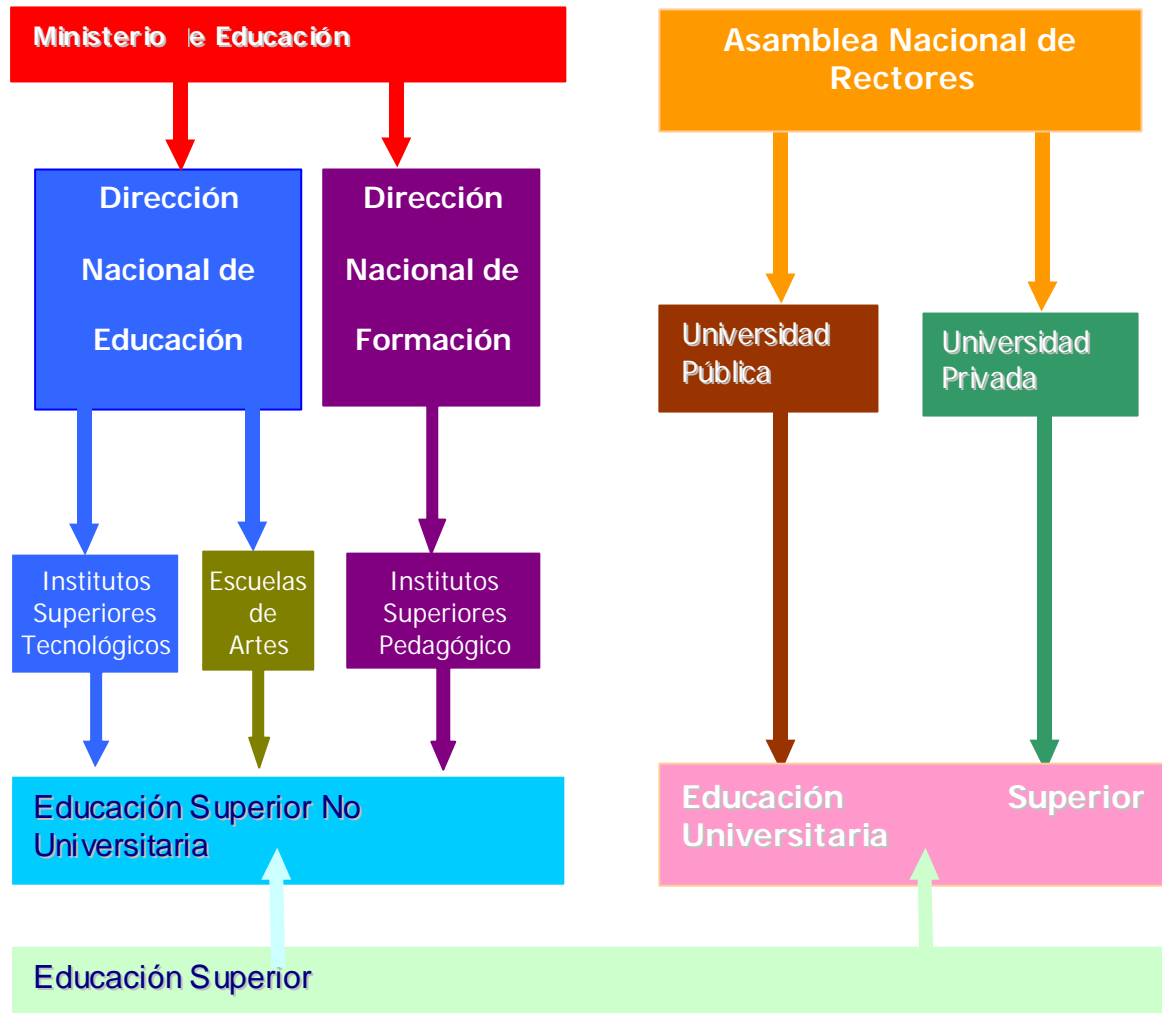 Ministerio e Educación
Asamblea Nacional de
Rectores
Dirección
Nacional de
Educación
Dirección
Nacional de
Formación
Universidad
Pública
Universidad
Privada
Institutos
Superiores
Tecnológicos
Escuelas
de
Artes
Institutos
Superiores
Pedagógico
Educación Superior No
Universitaria
Educación Superior
Universitaria
Educación Superior